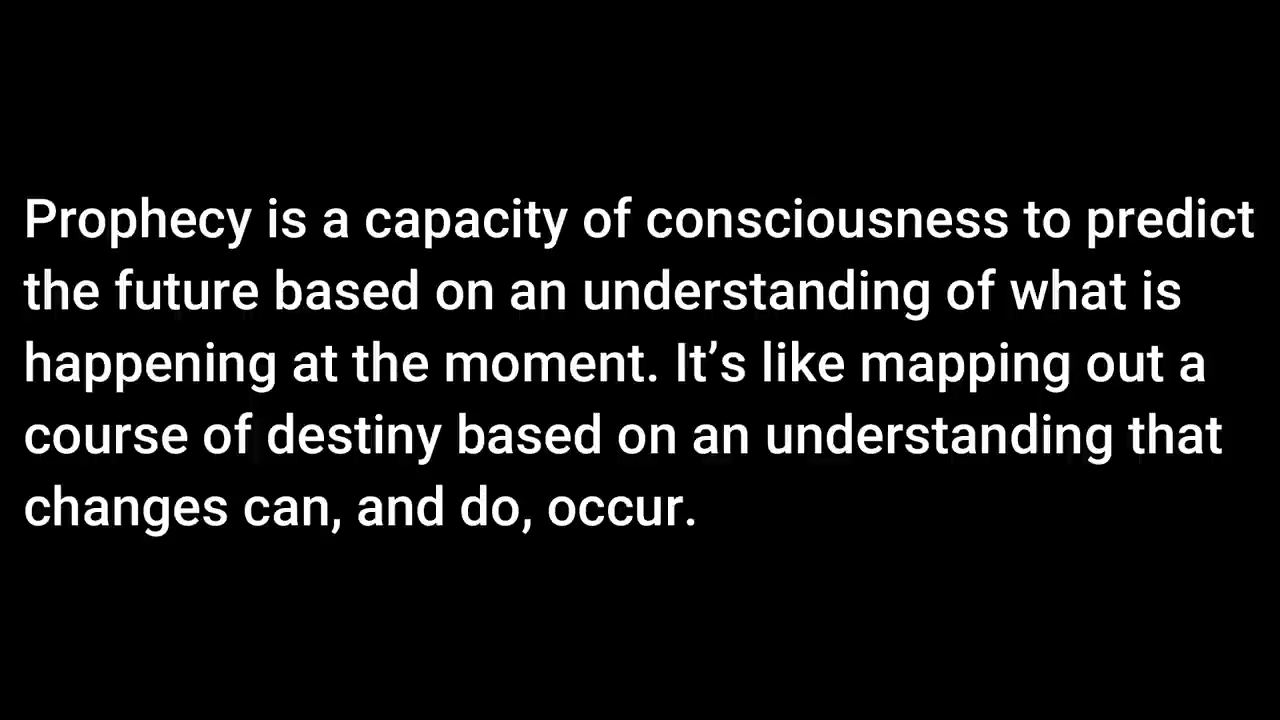 Prophecy is a capacity of consciousness to predict
the future based on an understanding of what is
happening at the moment. It’s like mapping out a
course of destiny based on an understanding that
changes can, and do, occur.